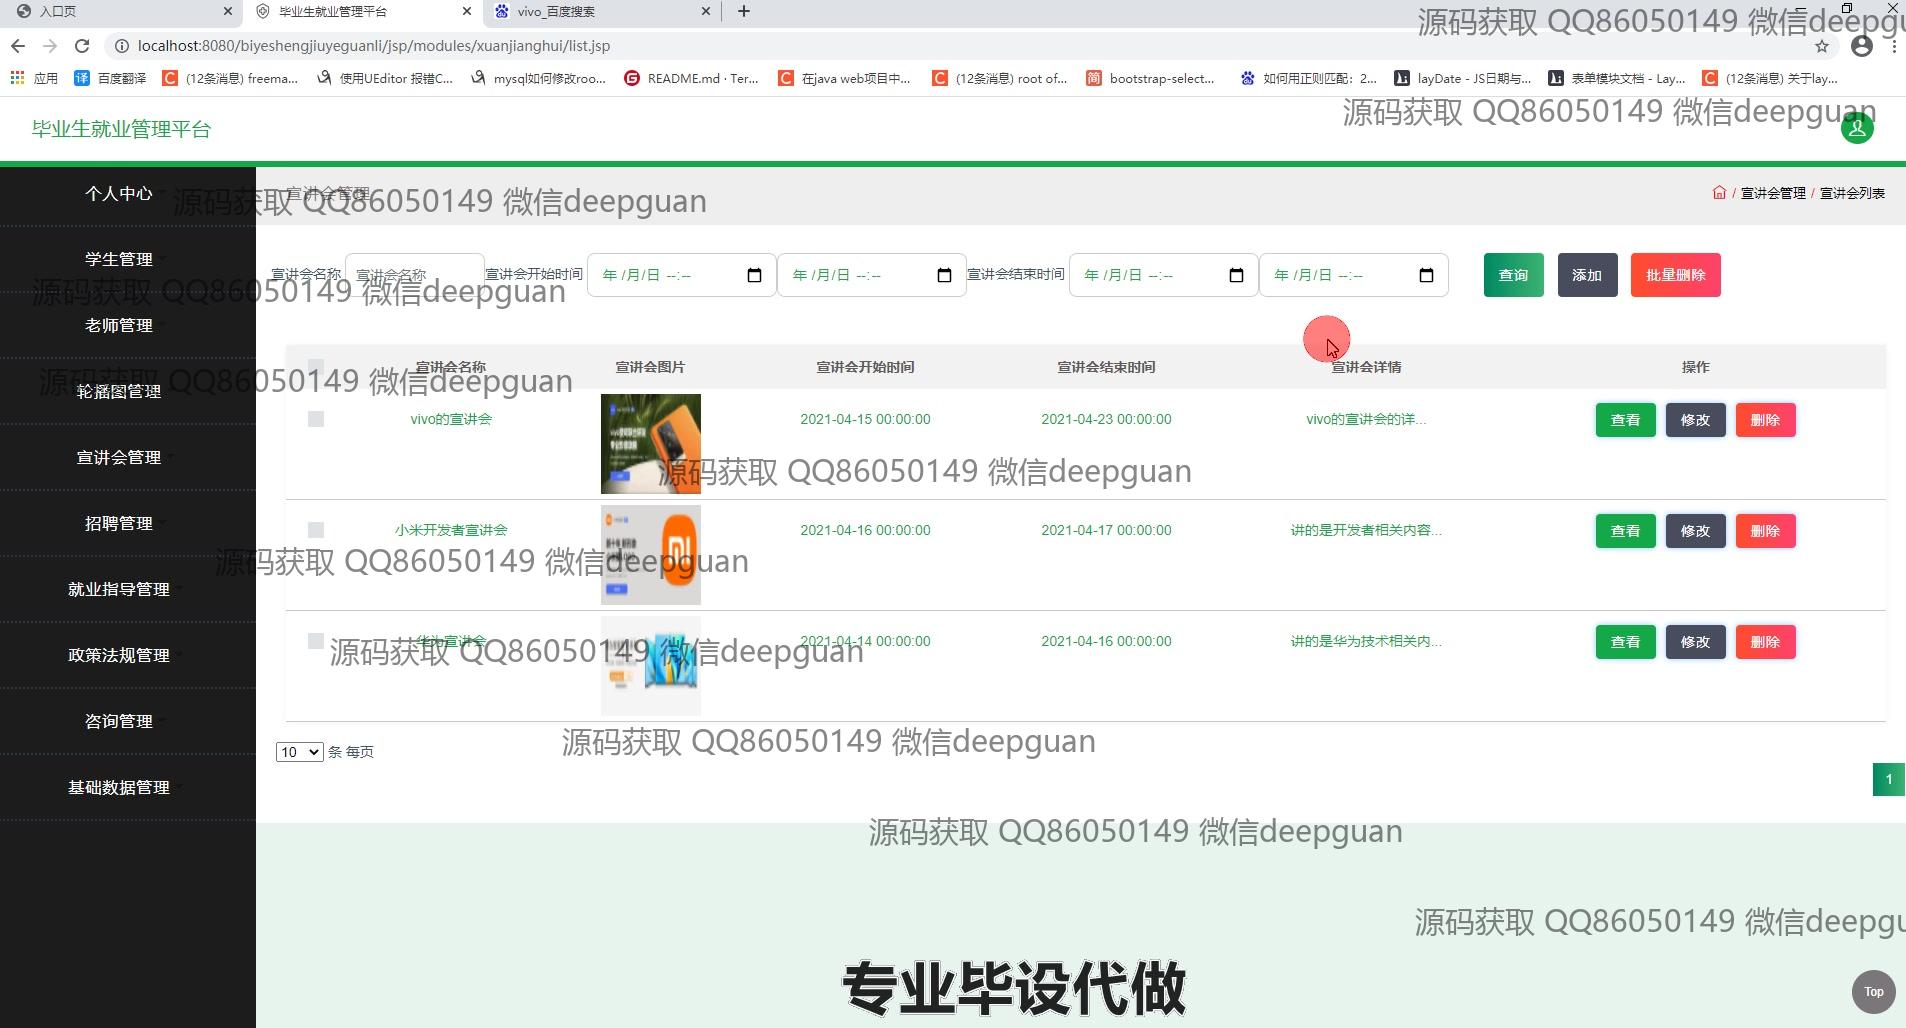 入口页
毕业生就业管理平台
vivo_百度搜索
localhost:8080/biyeshengjiuyeguanli/jsp/modules/xuanjianghui/list.jsp
应用 百度翻译 (12条消息) freema... 使用UEditor 报错C... mysql如何修改roo... README.md · Ter... 在java web项目中... (12条消息) root of... bootstrap-select... 如何用正则匹配：2... layDate - JS日期与... 表单模块文档 - Lay... (12条消息) 关于lay...
源码获取 QQ86050149 微信deepgu
源码获取 QQ86050149 微信deepguan
毕业生就业管理平台
个人中心
学生管理
老师管理
轮播图管理
宣讲会管理
招聘管理
就业指导管理
政策法规管理
咨询管理
基础数据管理
宣讲会管理
/ 宣讲会管理 / 宣讲会列表
源码获取 QQ86050149 微信deepguan
宣讲会名称 宣讲会名称 宣讲会开始时间 年 /月/日 --:-- 年 /月/日 --:-- 宣讲会结束时间 年 /月/日 --:-- 年 /月/日 --:-- 查询 添加 批量删除
源码获取 QQ86050149 微信deepguan
宣讲会名称 宣讲会图片 宣讲会开始时间 宣讲会结束时间 宣讲会详情 操作
源码获取 QQ86050149 微信deepguan
vivo的宣讲会 2021-04-15 00:00:00 2021-04-23 00:00:00 vivo的宣讲会的详... 查看 修改 删除
源码获取 QQ86050149 微信deepguan
小米开发者宣讲会 2021-04-16 00:00:00 2021-04-17 00:00:00 讲的是开发者相关内容... 查看 修改 删除
源码获取 QQ86050149 微信deepguan
华为宣讲会 2021-04-14 00:00:00 2021-04-16 00:00:00 讲的是华为技术相关内... 查看 修改 删除
源码获取 QQ86050149 微信deepguan
源码获取 QQ86050149 微信deepguan
10 条 每页
1
源码获取 QQ86050149 微信deepguan
源码获取 QQ86050149 微信deepgu
专业毕设代做
Top